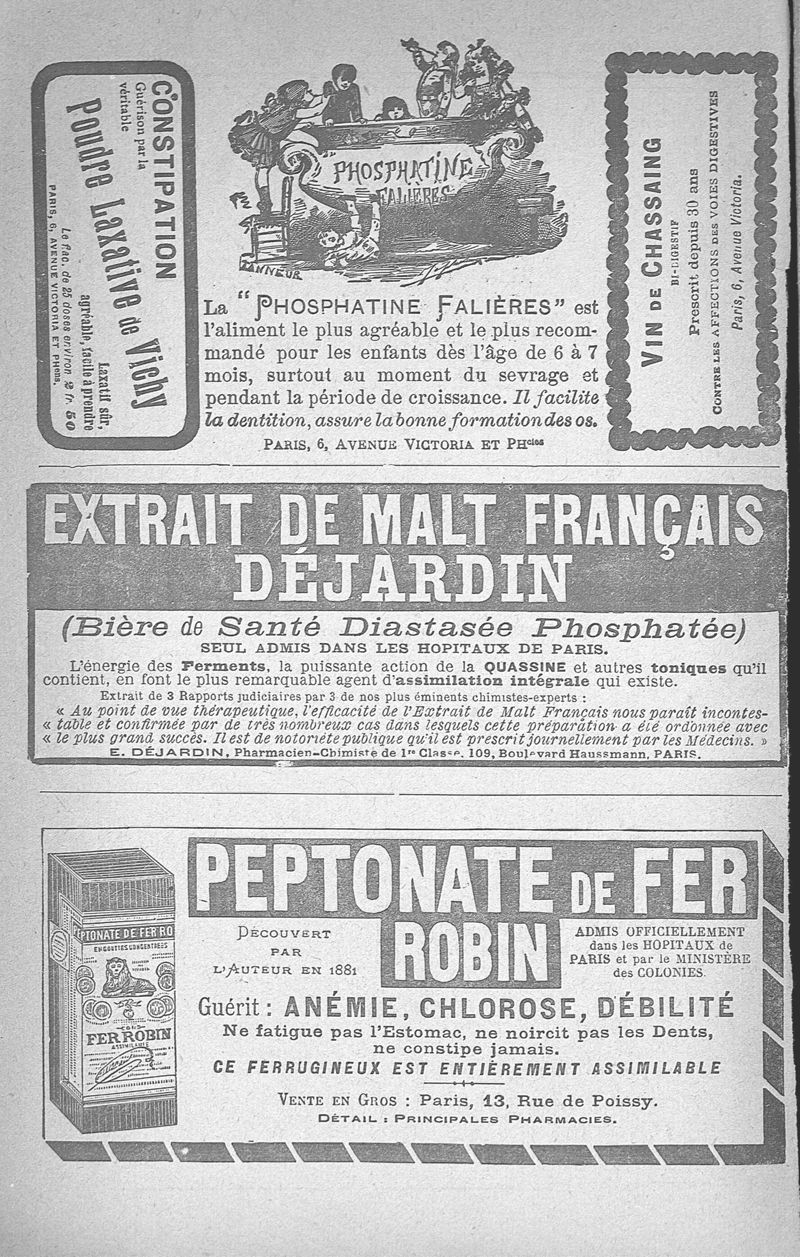 CONSTIPATION
Guérison par la
véritable
Poudre Laxative de Vichy
Laxatif sûr,
agréable, facile à prendre
Le flac. de 25 doses environ 2 fr. 50
PARIS, 6, AVENUE VICTORIA ET PHcies.
"PHOSPHATINE
FALIÈRES"
TANNEUR
La "PHOSPHATINE FALIÈRES" est
l'aliment le plus agréable et le plus recom-
mandé pour les enfants dès l'âge de 6 à 7
mois, surtout au moment du sevrage et
pendant la période de croissance. Il facilite
la dentition, assure la bonne formation des os.
PARIS, 6, AVENUE VICTORIA ET PHcies
VIN DE CHASSAING
BI-DIGESTIF
Prescrit depuis 30 ans
CONTRE LES AFFECTIONS DES VOIES DIGESTIVES
Paris, 6, Avenue Victoria.
EXTRAIT DE MALT FRANÇAIS
DÉJARDIN
(Bière de Santé Diastasée Phosphatée)
SEUL ADMIS DANS LES HOPITAUX DE PARIS.
L'énergie des Ferments, la puissante action de la QUASSINE et autres toniques qu'il
contient, en font le plus remarquable agent d'assimilation intégrale qui existe.
Extrait de 3 Rapports judiciaires par 3 de nos plus éminents chimistes-experts :
« Au point de vue thérapeutique, l'efficacité de l'Extrait de Malt Français nous paraît incontes-
« table et confirmée par de très nombreux cas dans lesquels cette préparation a été ordonnée avec
« le plus grand succès. Il est de notoriété publique qu'il est prescrit journellement par les Médecins. »
E. DÉJARDIN, Pharmacien-Chimiste de 1re Classe, 109, Boulevard Haussmann, PARIS.
PEPTONATE DE FER
ROBIN
DÉCOUVERT
PAR
L'AUTEUR EN 1881
ADMIS OFFICIELLEMENT
dans les HOPITAUX de
PARIS et par le MINISTÈRE
des COLONIES.
Guérit : ANÉMIE, CHLOROSE, DÉBILITÉ
Ne fatigue pas l'Estomac, ne noircit pas les Dents,
ne constipe jamais.
CE FERRUGINEUX EST ENTIÈREMENT ASSIMILABLE
VENTE EN GROS : Paris, 13, Rue de Poissy.
DÉTAIL : PRINCIPALES PHARMACIES.
PTONATE DE FER RO
EN GOUTTES CONCENTRÉES
FER ROBIN
ASSIMILABLE